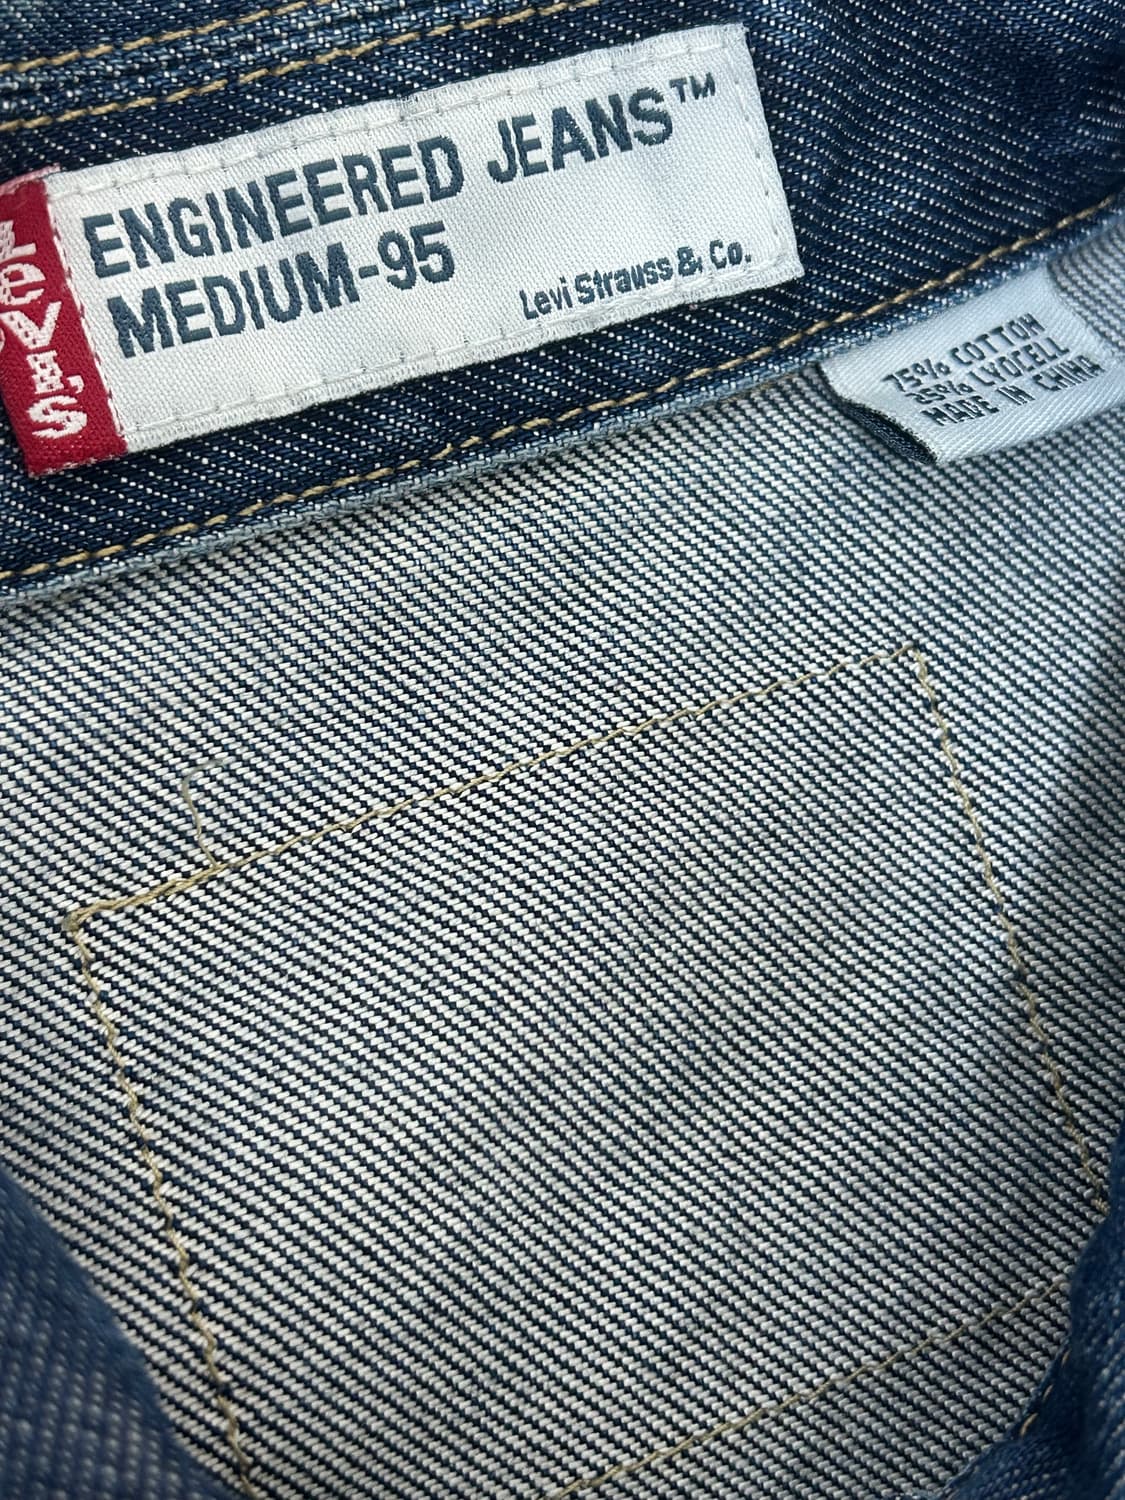 Levi's
ENGINEERED JEANS™
MEDIUM-95
Levi Strauss & Co.
75% COTTON
25% LYOCELL
MADE IN CHINA